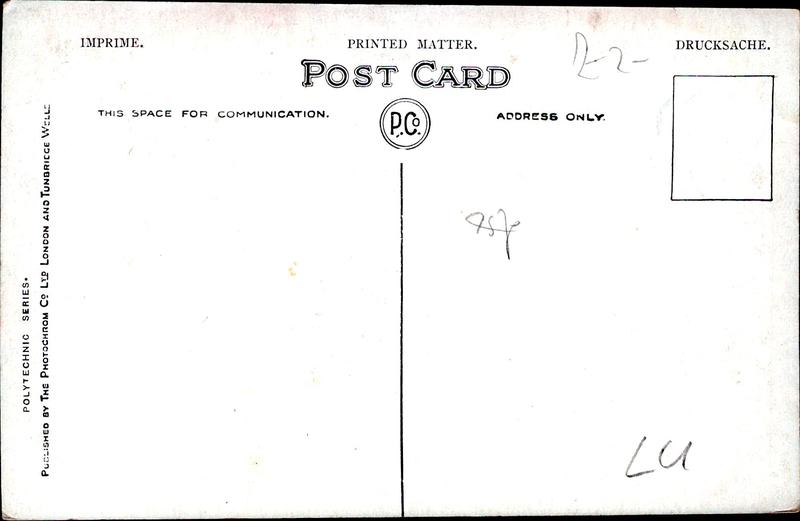 IMPRIME. PRINTED MATTER. DRUCKSACHE.
POST CARD
THIS SPACE FOR COMMUNICATION. P.Co. ADDRESS ONLY.
LU
POLYTECHNIC SERIES.
PUBLISHED BY THE PHOTOCHROM Co LTD LONDON AND TUNBRIDGE WELLS